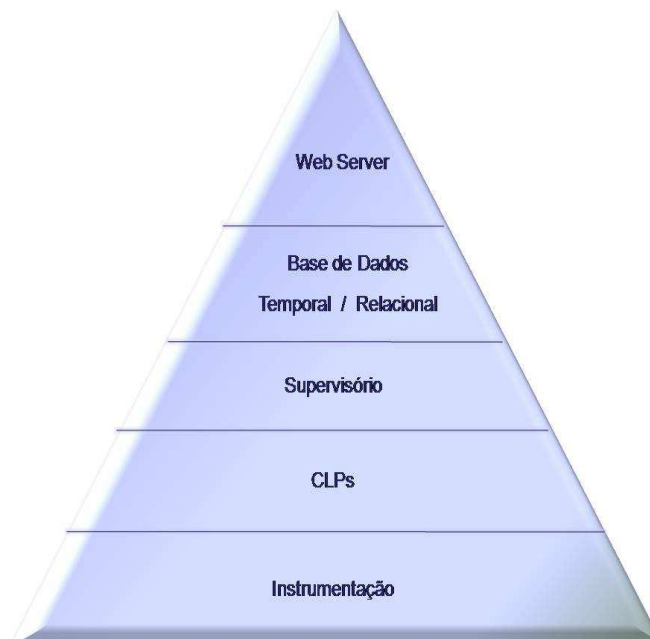 Web Server
Base de Dados
Temporal / Relacional
Supervisório
CLPs
Instrumentação